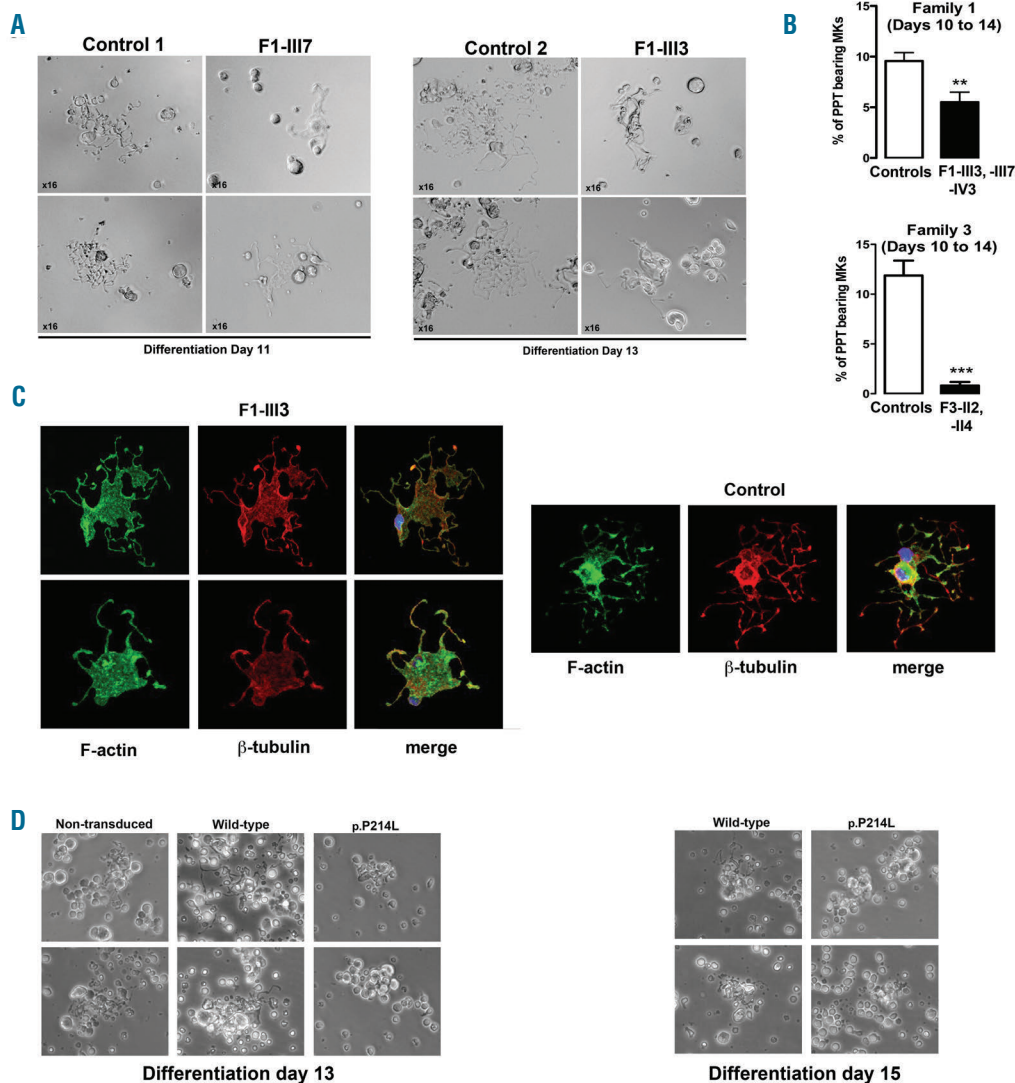 A
Control 1
F1-III7
Control 2
F1-III3
x16
x16
x16
x16
x16
x16
x16
x16
Differentiation Day 11
Differentiation Day 13
B
Family 1
(Days 10 to 14)
% of PPT bearing MKs
15
10
5
0
**
Controls
F1-III3, -III7
-IV3
Family 3
(Days 10 to 14)
% of PPT bearing MKs
15
10
5
0
***
Controls
F3-II2,
-II4
C
F1-III3
F-actin
β-tubulin
merge
Control
F-actin
β-tubulin
merge
D
Non-transduced
Wild-type
p.P214L
Differentiation day 13
Wild-type
p.P214L
Differentiation day 15